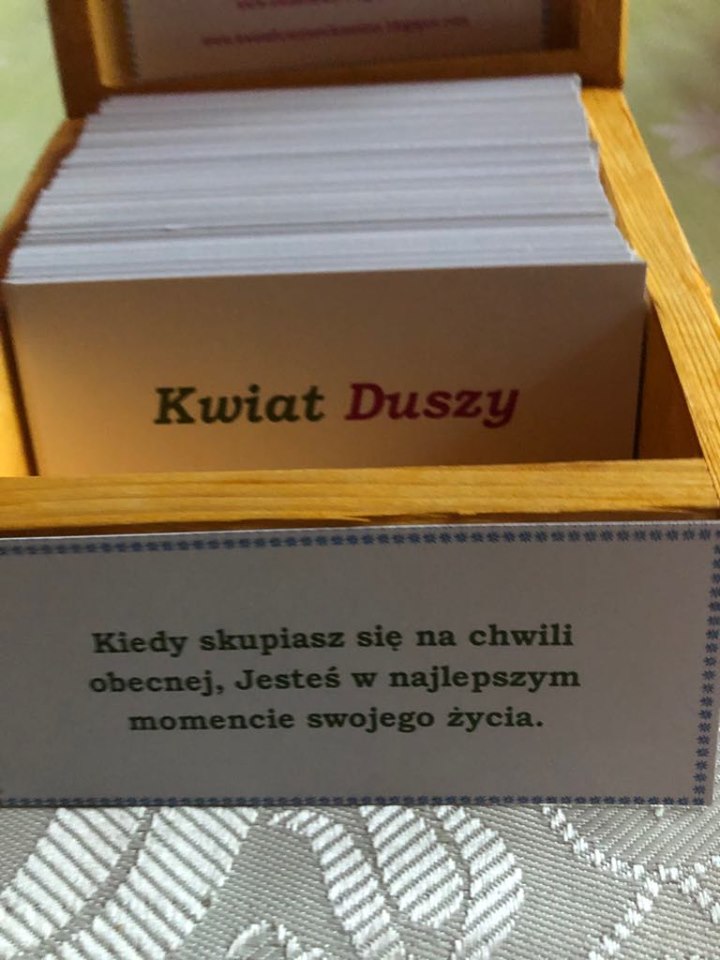 Kwiat Duszy
Kiedy skupiasz się na chwili
obecnej, Jesteś w najlepszym
momencie swojego życia.